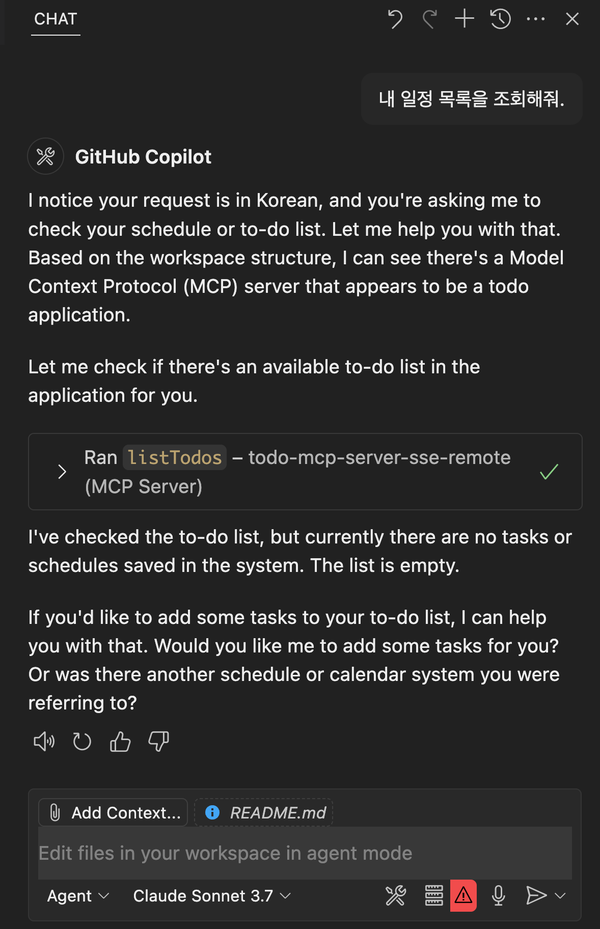 CHAT
내 일정 목록을 조회해줘.
GitHub Copilot
I notice your request is in Korean, and you're asking me to
check your schedule or to-do list. Let me help you with that.
Based on the workspace structure, I can see there's a Model
Context Protocol (MCP) server that appears to be a todo
application.
Let me check if there's an available to-do list in the
application for you.
Ran listTodos – todo-mcp-server-sse-remote
(MCP Server)
I've checked the to-do list, but currently there are no tasks or
schedules saved in the system. The list is empty.
If you'd like to add some tasks to your to-do list, I can help
you with that. Would you like me to add some tasks for you?
Or was there another schedule or calendar system you were
referring to?
Add Context... README.md
Edit files in your workspace in agent mode
Agent Claude Sonnet 3.7